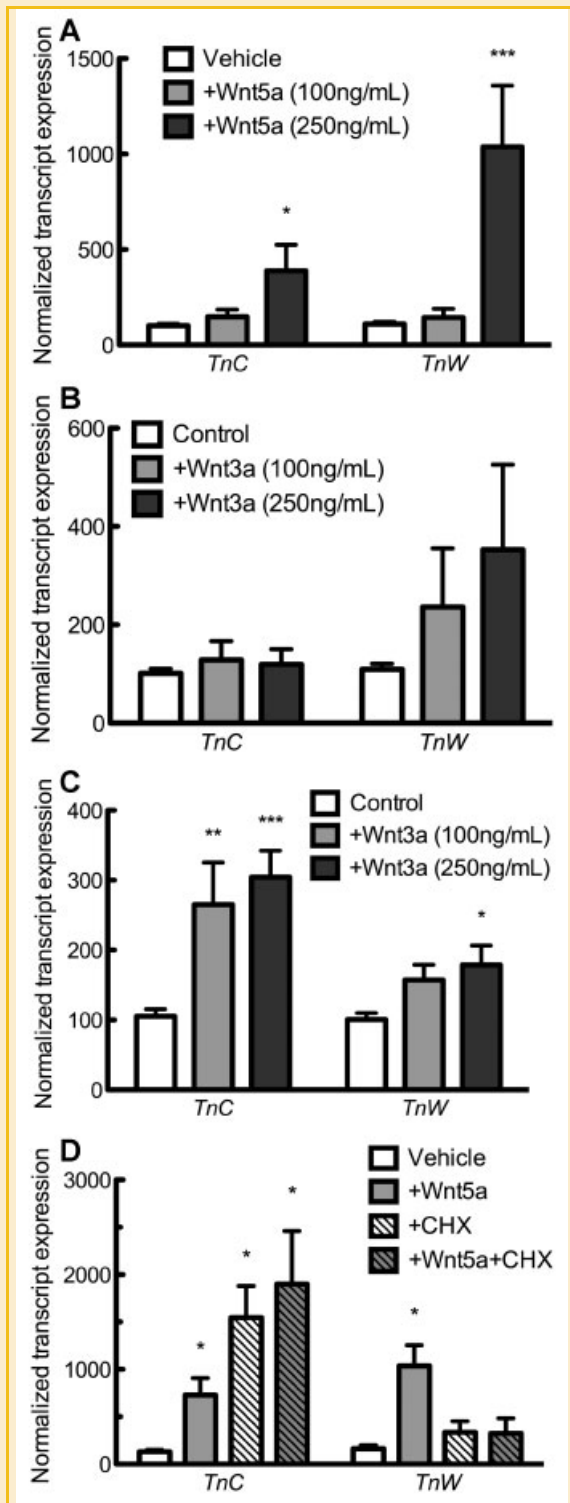 A
Normalized transcript expression
1500
1000
500
0
Vehicle
+Wnt5a (100ng/mL)
+Wnt5a (250ng/mL)
*
***
TnC
TnW
B
Normalized transcript expression
600
400
200
0
Control
+Wnt3a (100ng/mL)
+Wnt3a (250ng/mL)
TnC
TnW
C
Normalized transcript expression
400
300
200
100
0
Control
+Wnt3a (100ng/mL)
+Wnt3a (250ng/mL)
**
***
*
TnC
TnW
D
Normalized transcript expression
3000
2000
1000
0
Vehicle
+Wnt5a
+CHX
+Wnt5a+CHX
*
*
*
*
TnC
TnW